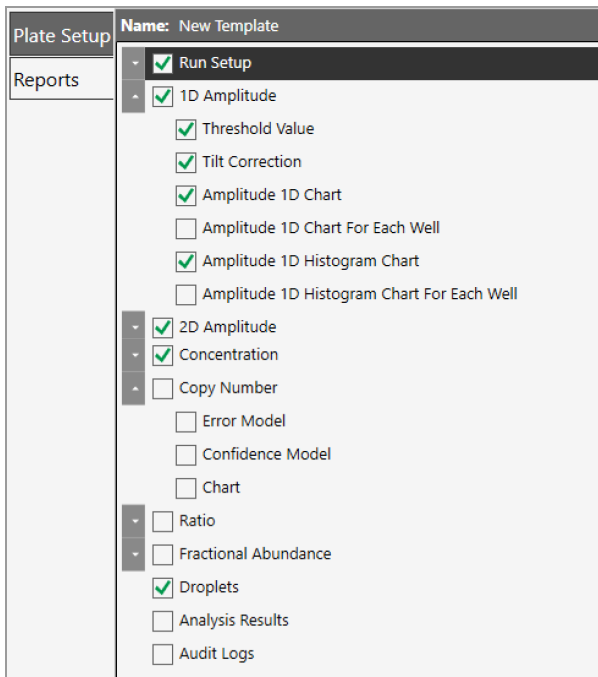 Plate Setup
Reports
Name: New Template
Run Setup
1D Amplitude
Threshold Value
Tilt Correction
Amplitude 1D Chart
Amplitude 1D Chart For Each Well
Amplitude 1D Histogram Chart
Amplitude 1D Histogram Chart For Each Well
2D Amplitude
Concentration
Copy Number
Error Model
Confidence Model
Chart
Ratio
Fractional Abundance
Droplets
Analysis Results
Audit Logs